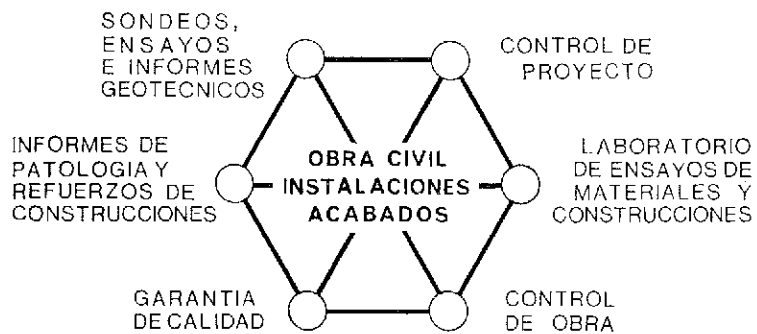 SONDEOS,
ENSAYOS
E INFORMES
GEOTECNICOS
CONTROL DE
PROYECTO
INFORMES DE
PATOLOGIA Y
REFUERZOS DE
CONSTRUCCIONES
OBRA CIVIL
INSTALACIONES
ACABADOS
LABORATORIO
DE ENSAYOS DE
MATERIALES Y
CONSTRUCCIONES
GARANTIA
DE CALIDAD
CONTROL
DE OBRA